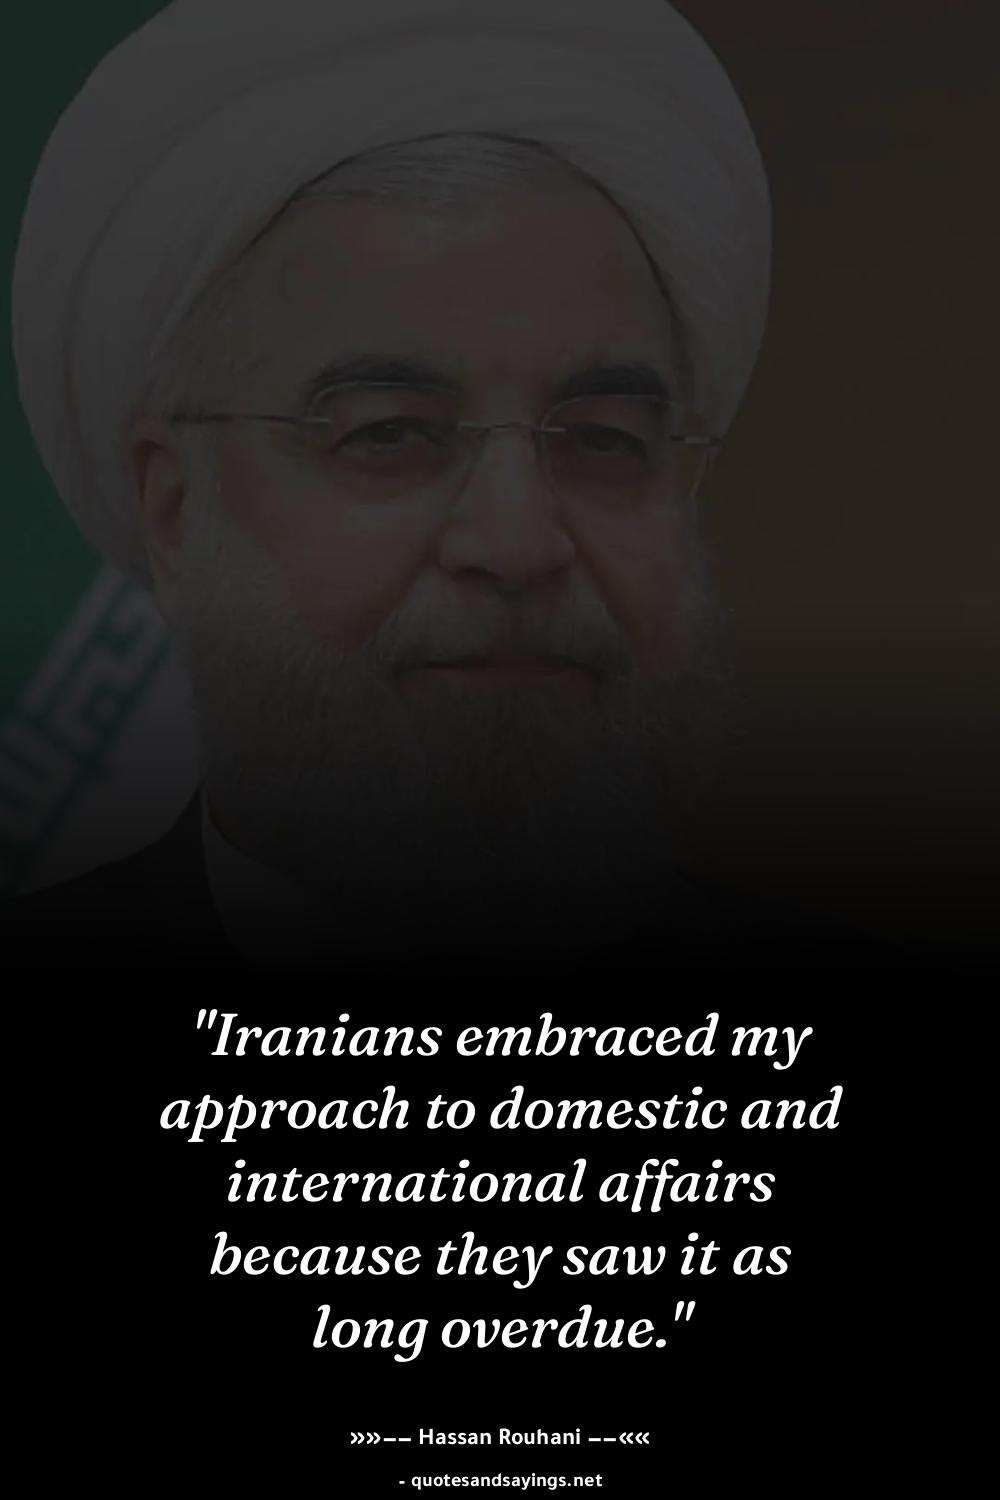 "Iranians embraced my
approach to domestic and
international affairs
because they saw it as
long overdue."
»»−− Hassan Rouhani −−««
- quotesandsayings.net